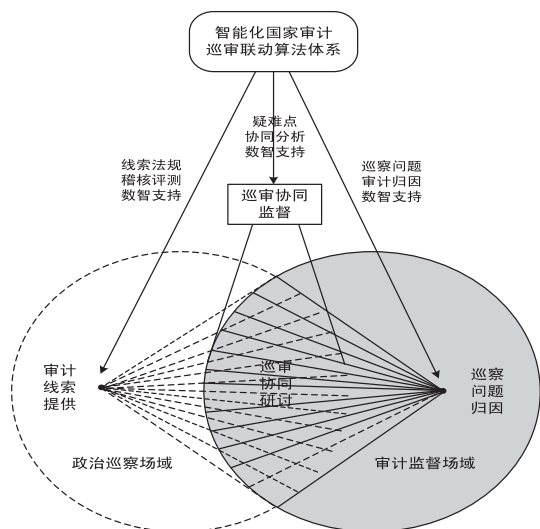 智能化国家审计
巡审联动算法体系
疑难点
协同分析
数智支持
线索法规
稽核评测
数智支持
巡察问题
审计归因
数智支持
巡审协同
监督
审计
线索
提供
巡审
协同
研讨
巡察
问题
归因
政治巡察场域
审计监督场域